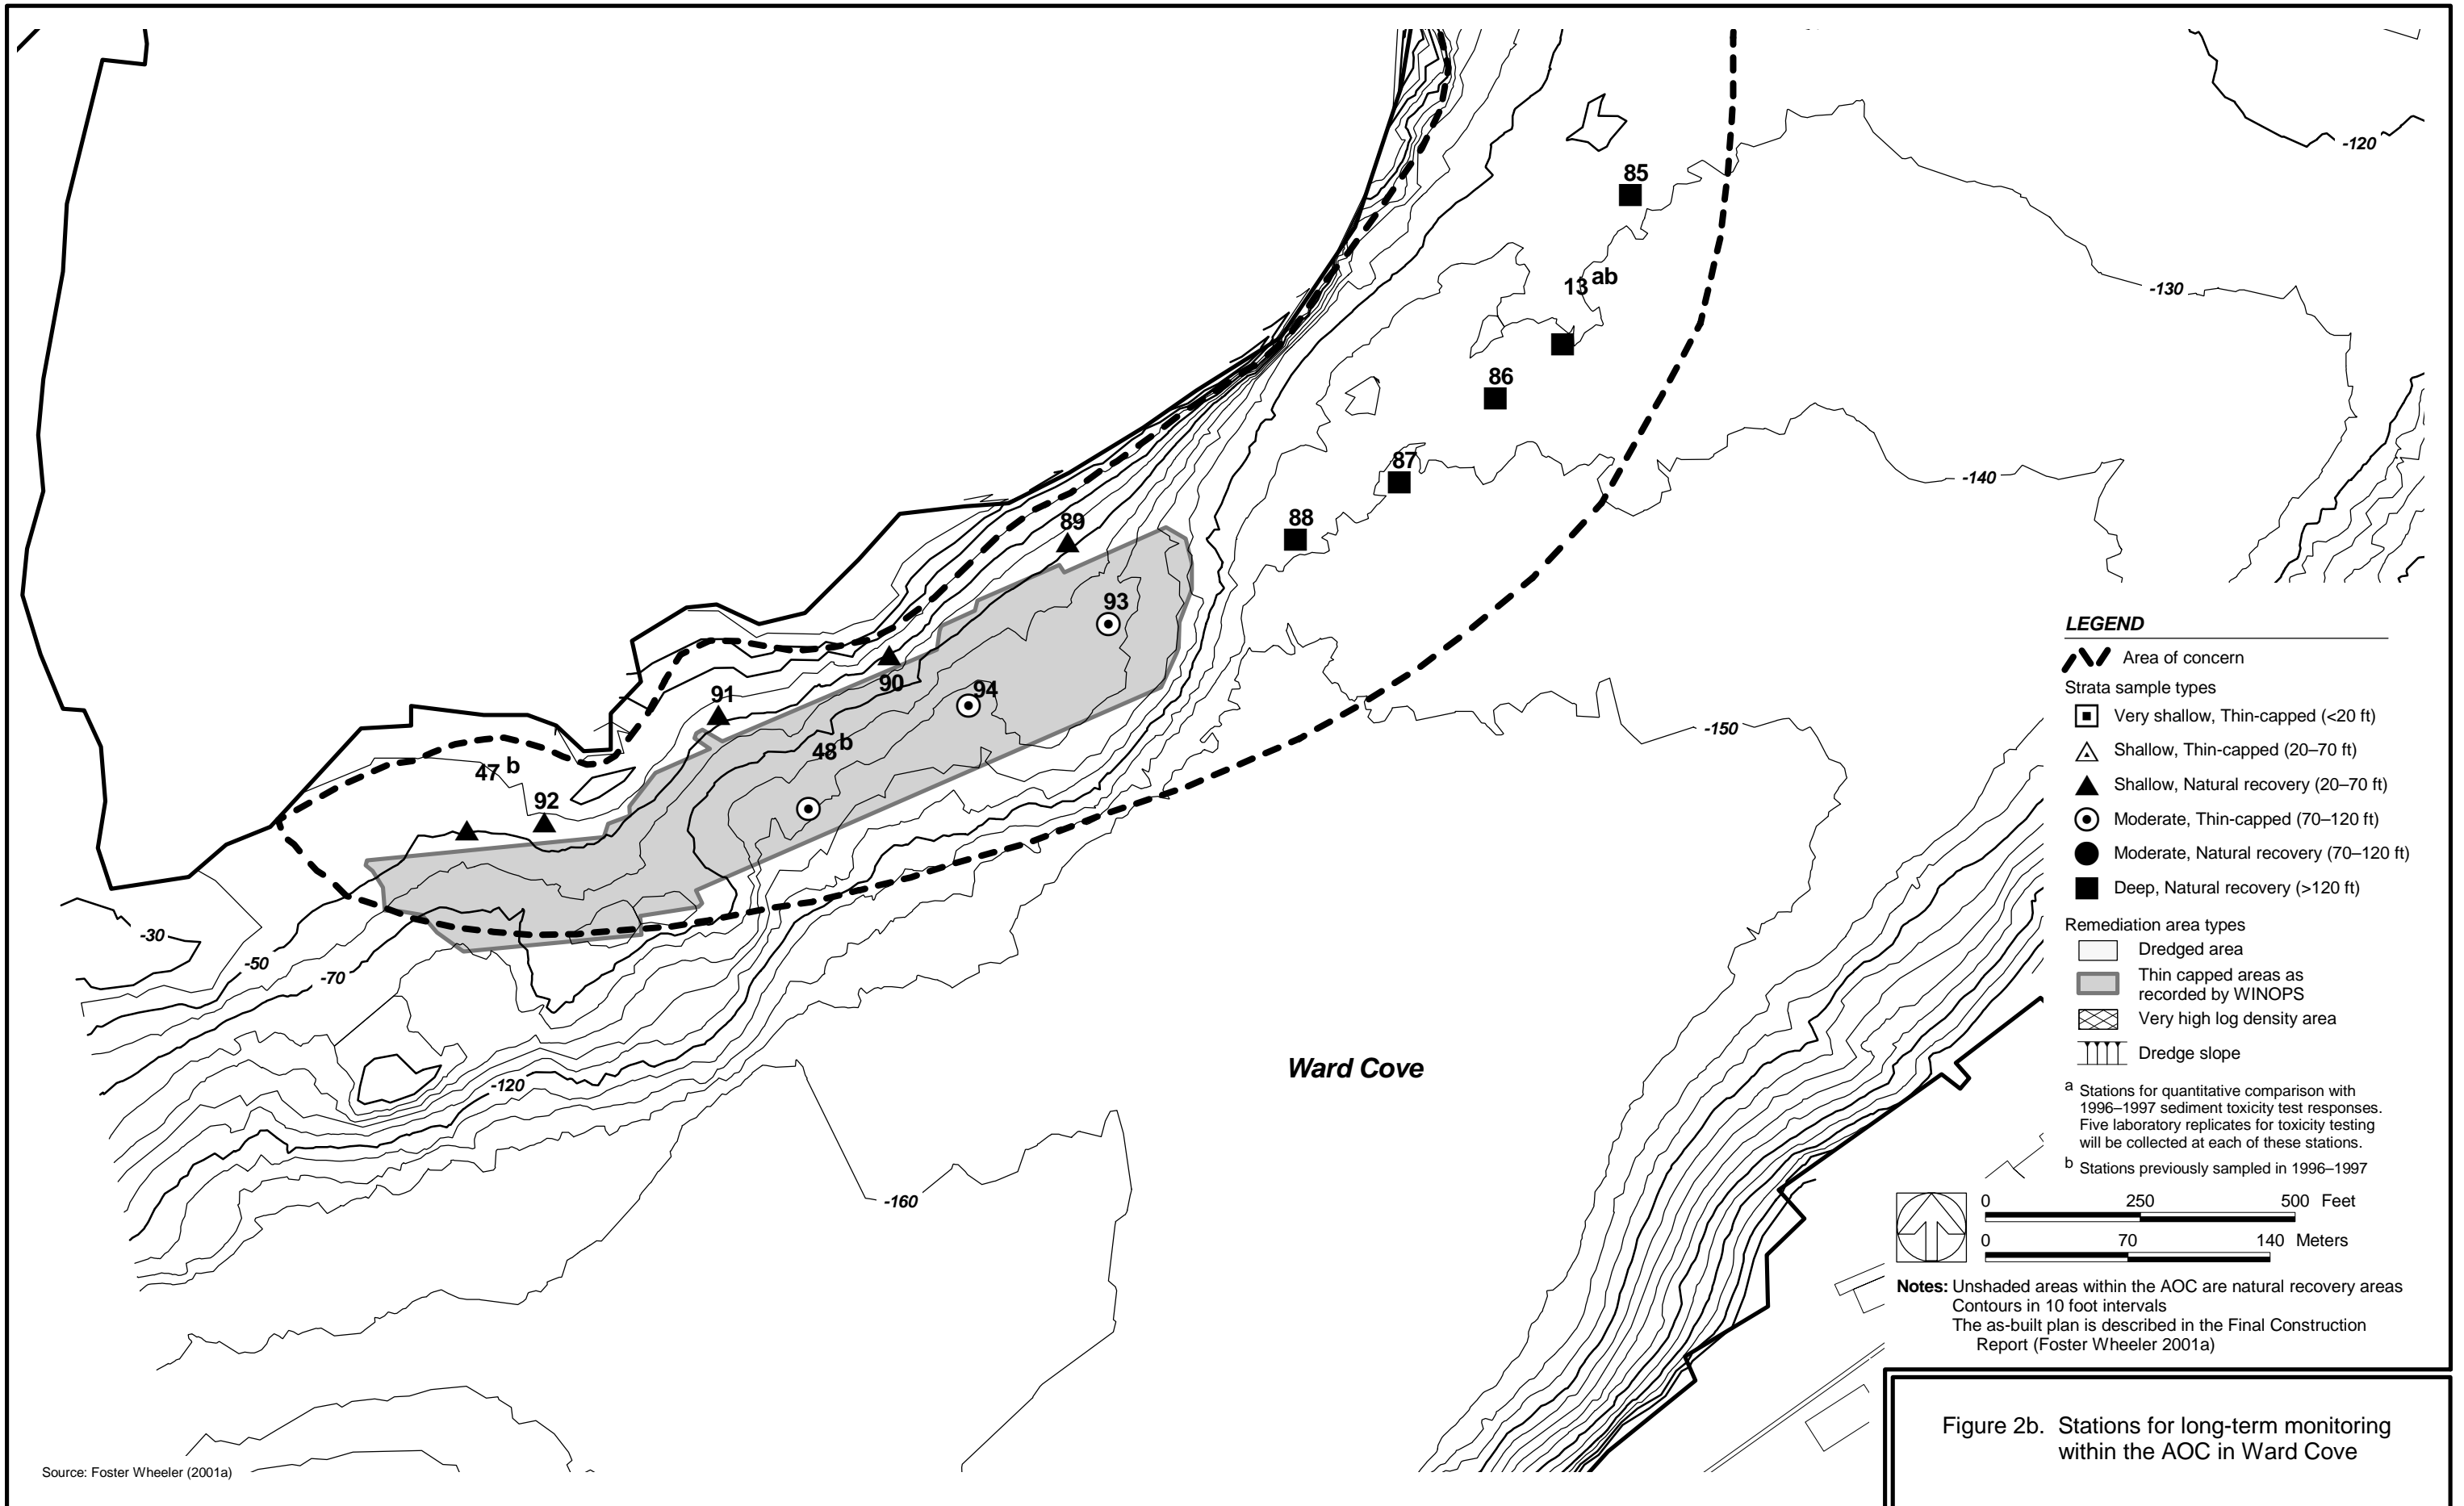 -120
85
-130
13 ab
86
87
-140
88
89
93
90
94
91
48 b
47 b
92
-150
-30
-50
-70
-120
-160
Ward Cove
LEGEND
Area of concern
Strata sample types
Very shallow, Thin-capped (<20 ft)
Shallow, Thin-capped (20–70 ft)
Shallow, Natural recovery (20–70 ft)
Moderate, Thin-capped (70–120 ft)
Moderate, Natural recovery (70–120 ft)
Deep, Natural recovery (>120 ft)
Remediation area types
Dredged area
Thin capped areas as
recorded by WINOPS
Very high log density area
Dredge slope
a Stations for quantitative comparison with
1996–1997 sediment toxicity test responses.
Five laboratory replicates for toxicity testing
will be collected at each of these stations.
b Stations previously sampled in 1996–1997
0 250 500 Feet
0 70 140 Meters
Notes: Unshaded areas within the AOC are natural recovery areas
Contours in 10 foot intervals
The as-built plan is described in the Final Construction
Report (Foster Wheeler 2001a)
Figure 2b. Stations for long-term monitoring
within the AOC in Ward Cove
Source: Foster Wheeler (2001a)